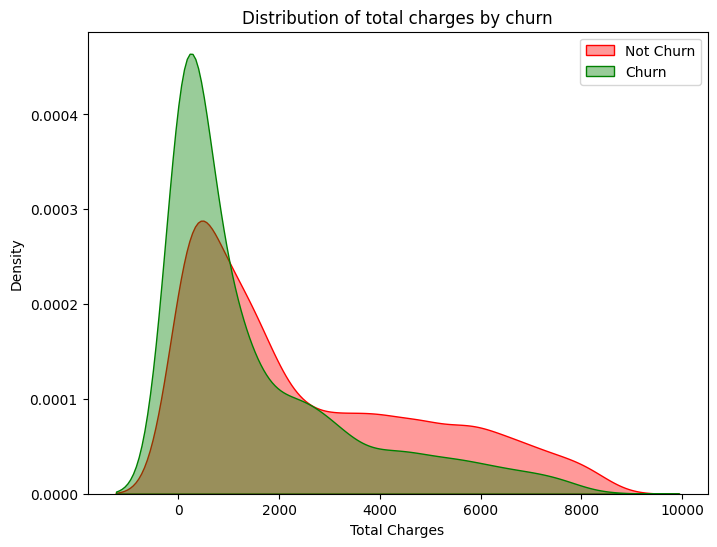 Distribution of total charges by churn
Not Churn
Churn
0.0004
0.0003
0.0002
0.0001
0.0000
Density
0
2000
4000
6000
8000
10000
Total Charges